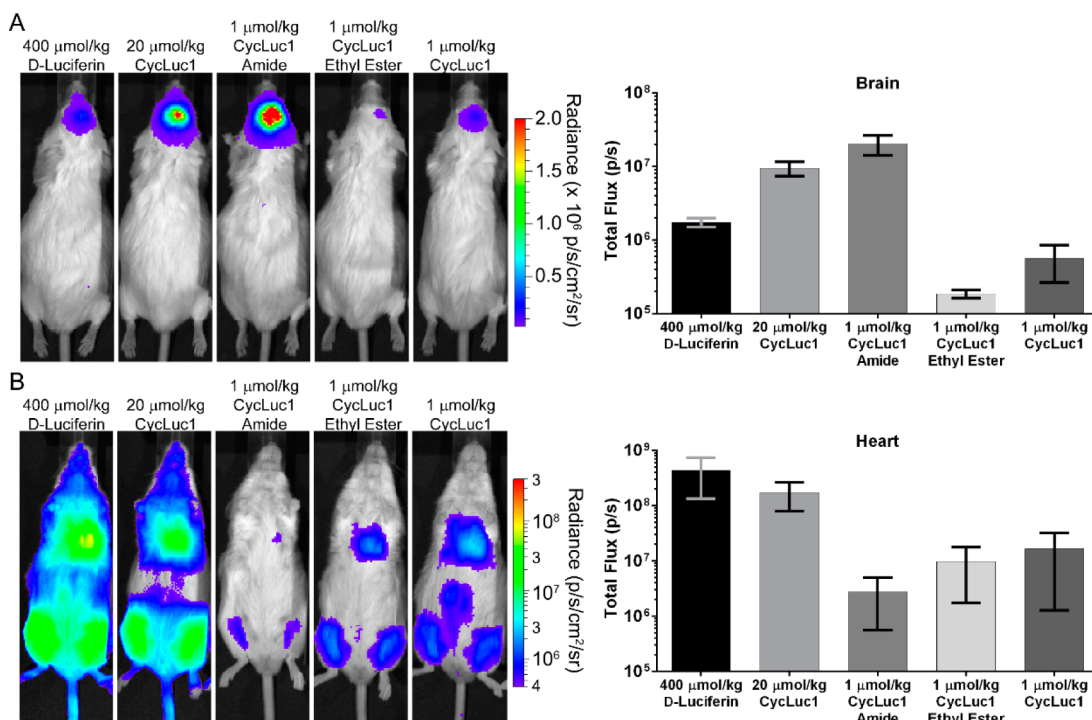 A
400 μmol/kg
D-Luciferin
20 μmol/kg
CycLuc1
1 μmol/kg
CycLuc1
Amide
1 μmol/kg
CycLuc1
Ethyl Ester
1 μmol/kg
CycLuc1
2.0
1.5
1.0
0.5
Radiance (x 10⁶ p/s/cm²/sr)
Brain
Total Flux (p/s)
10⁸
10⁷
10⁶
10⁵
400 μmol/kg
D-Luciferin
20 μmol/kg
CycLuc1
1 μmol/kg
CycLuc1
Amide
1 μmol/kg
CycLuc1
Ethyl Ester
1 μmol/kg
CycLuc1
B
400 μmol/kg
D-Luciferin
20 μmol/kg
CycLuc1
1 μmol/kg
CycLuc1
Amide
1 μmol/kg
CycLuc1
Ethyl Ester
1 μmol/kg
CycLuc1
3
10⁸
3
10⁷
3
10⁶
4
Radiance (p/s/cm²/sr)
Heart
Total Flux (p/s)
10⁹
10⁸
10⁷
10⁶
10⁵
400 μmol/kg
D-Luciferin
20 μmol/kg
CycLuc1
1 μmol/kg
CycLuc1
Amide
1 μmol/kg
CycLuc1
Ethyl Ester
1 μmol/kg
CycLuc1